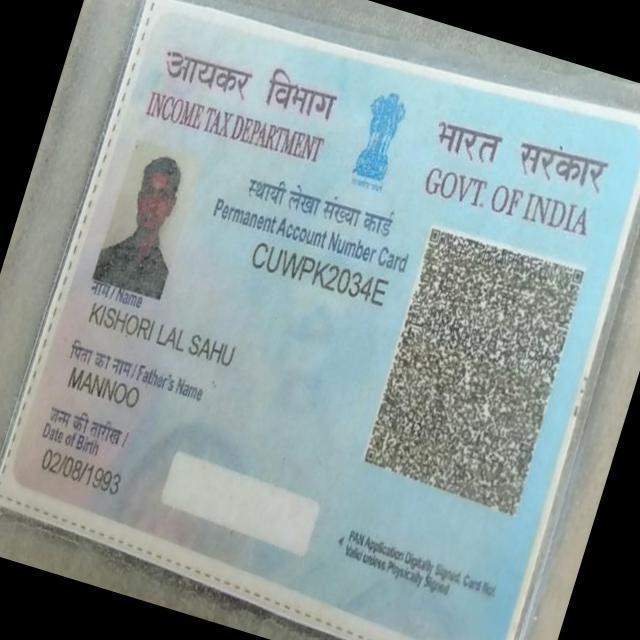 आयकर विभाग
INCOME TAX DEPARTMENT
भारत सरकार
GOVT. OF INDIA
स्थायी लेखा संख्या कार्ड
Permanent Account Number Card
CUWPK2034E
नाम / Name
KISHORI LAL SAHU
पिता का नाम / Father's Name
MANNOO
जन्म की तारीख /
Date of Birth
02/08/1993
PAN Application Digitally Signed, Card Not
Valid unless Physically Signed